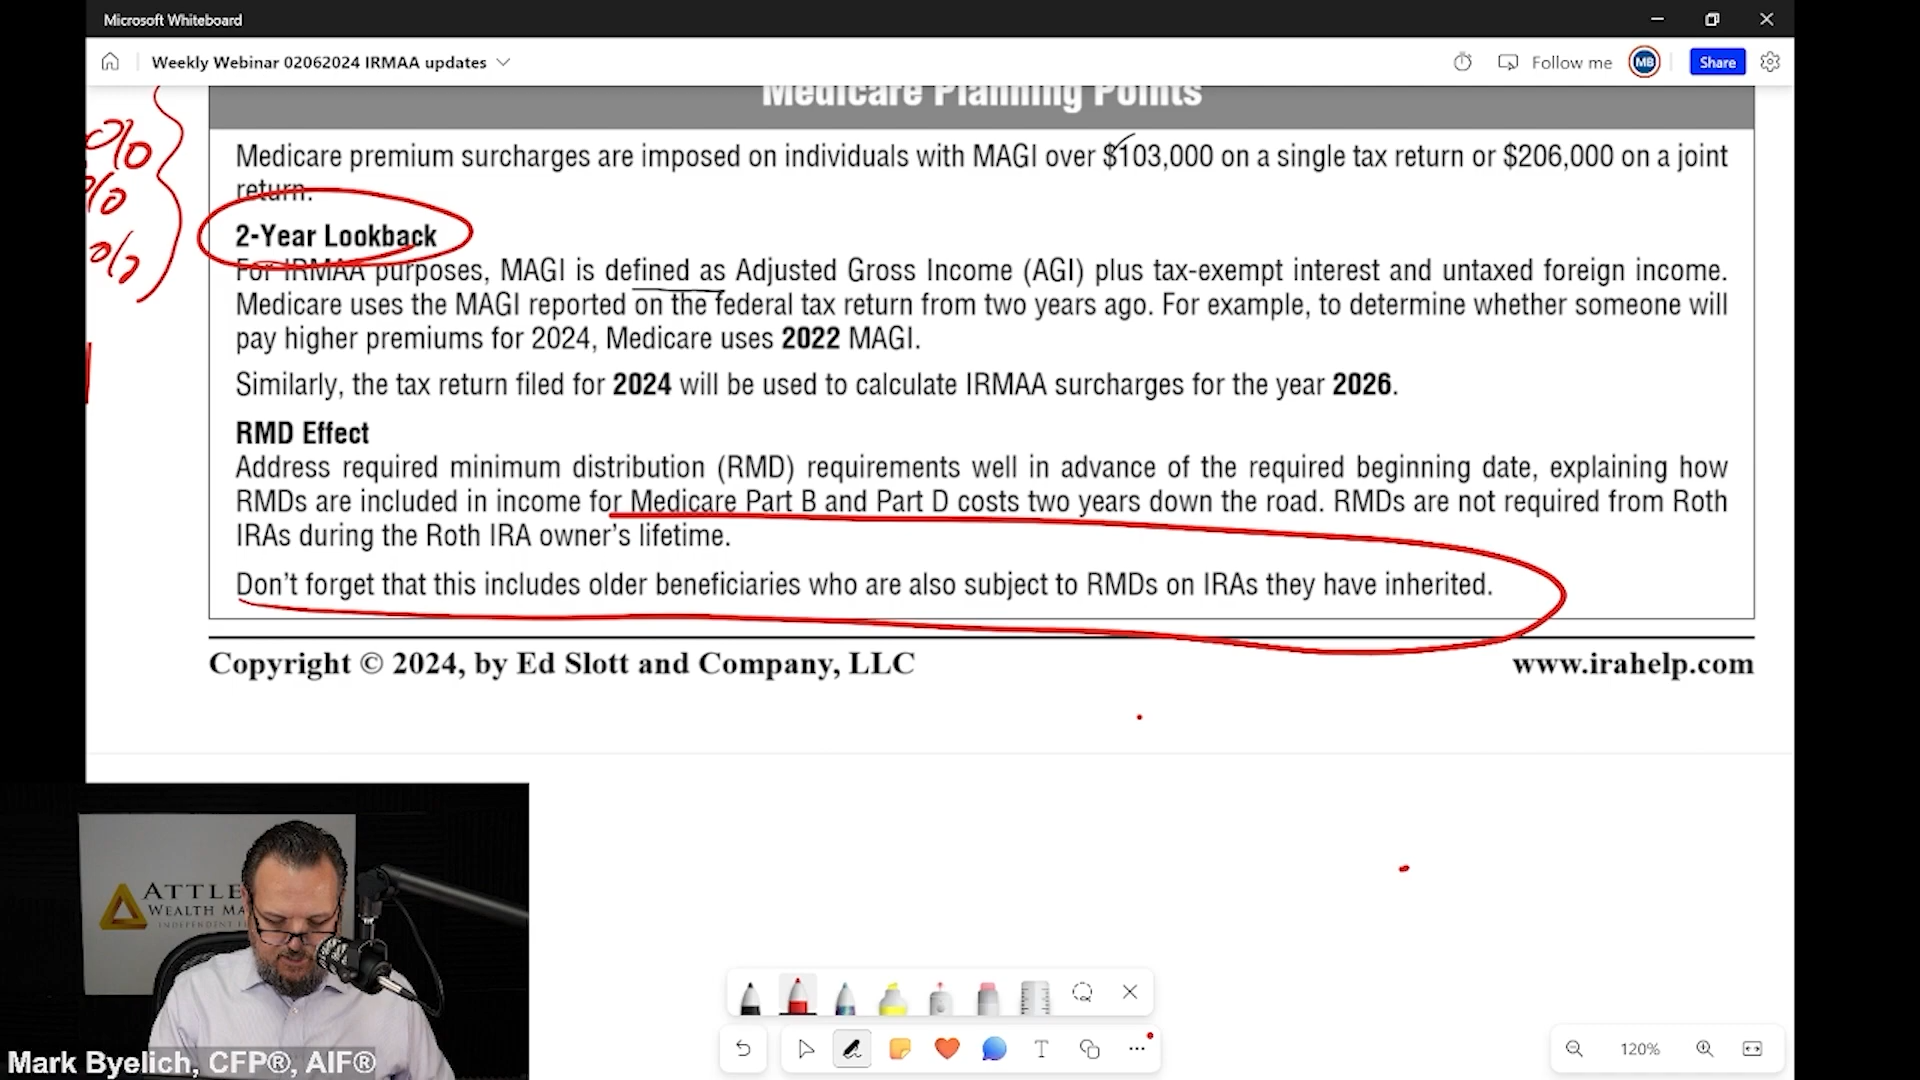 Microsoft Whiteboard
Weekly Webinar 02062024 IRMAA updates
Follow me
MB
Share
Medicare Planning Points
Medicare premium surcharges are imposed on individuals with MAGI over $103,000 on a single tax return or $206,000 on a joint
return.
2-Year Lookback
For IRMAA purposes, MAGI is defined as Adjusted Gross Income (AGI) plus tax-exempt interest and untaxed foreign income.
Medicare uses the MAGI reported on the federal tax return from two years ago. For example, to determine whether someone will
pay higher premiums for 2024, Medicare uses 2022 MAGI.
Similarly, the tax return filed for 2024 will be used to calculate IRMAA surcharges for the year 2026.
RMD Effect
Address required minimum distribution (RMD) requirements well in advance of the required beginning date, explaining how
RMDs are included in income for Medicare Part B and Part D costs two years down the road. RMDs are not required from Roth
IRAs during the Roth IRA owner's lifetime.
Don't forget that this includes older beneficiaries who are also subject to RMDs on IRAs they have inherited.
Copyright © 2024, by Ed Slott and Company, LLC
www.irahelp.com
%
%
%
ATTLE
WEALTH MA
INDEPENDENT
Mark Byelich, CFP®, AIF®
T
120%